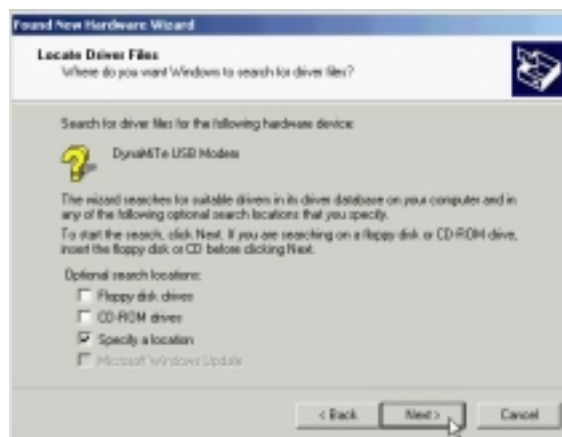 Found New Hardware Wizard
Locate Driver Files
Where do you want Windows to search for driver files?
Search for driver files for the following hardware device:
DynaMiTe USB Modem
The wizard searches for suitable drivers in its driver database on your computer and in
any of the following optional search locations that you specify.
To start the search, click Next. If you are searching on a floppy disk or CD-ROM drive,
insert the floppy disk or CD before clicking Next.
Optional search locations:
Floppy disk drives
CD-ROM drives
Specify a location
Microsoft Windows Update
< Back Next > Cancel